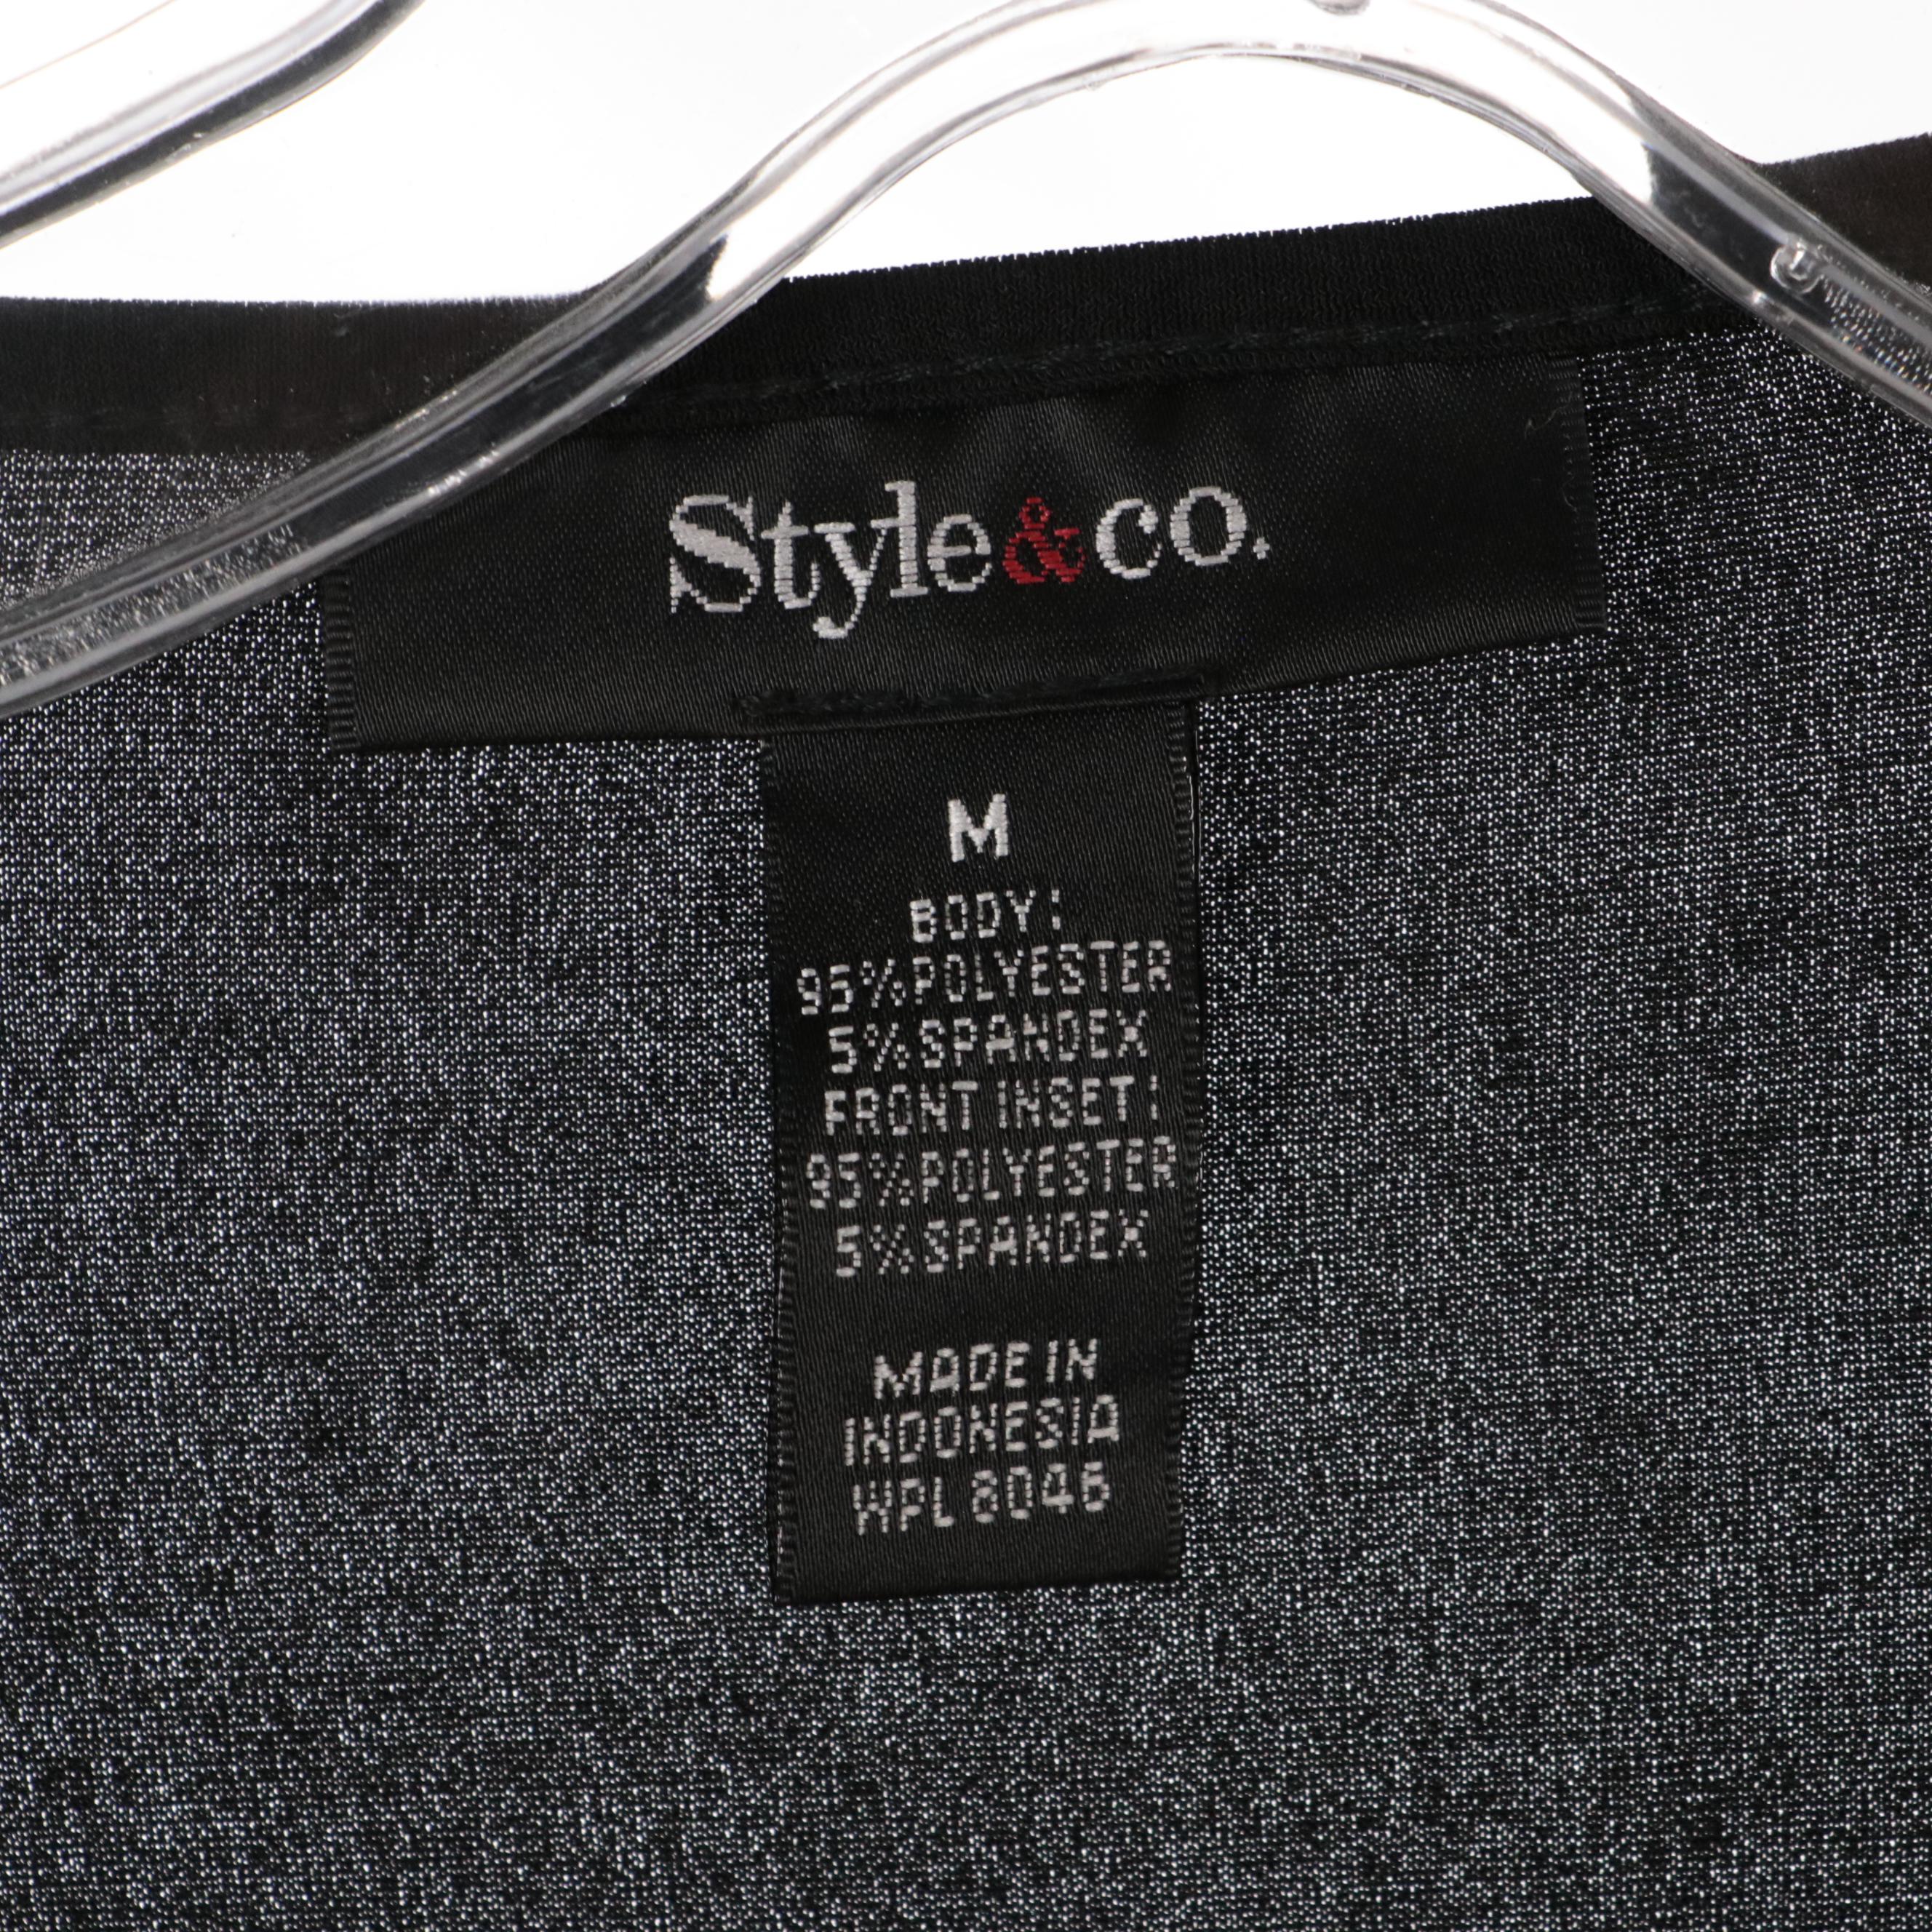 Style&co.
M
BODY:
95%POLYESTER
5%SPANDEX
FRONT INSET:
95%POLYESTER
5%SPANDEX
MADE IN
INDONESIA
WPL 8046